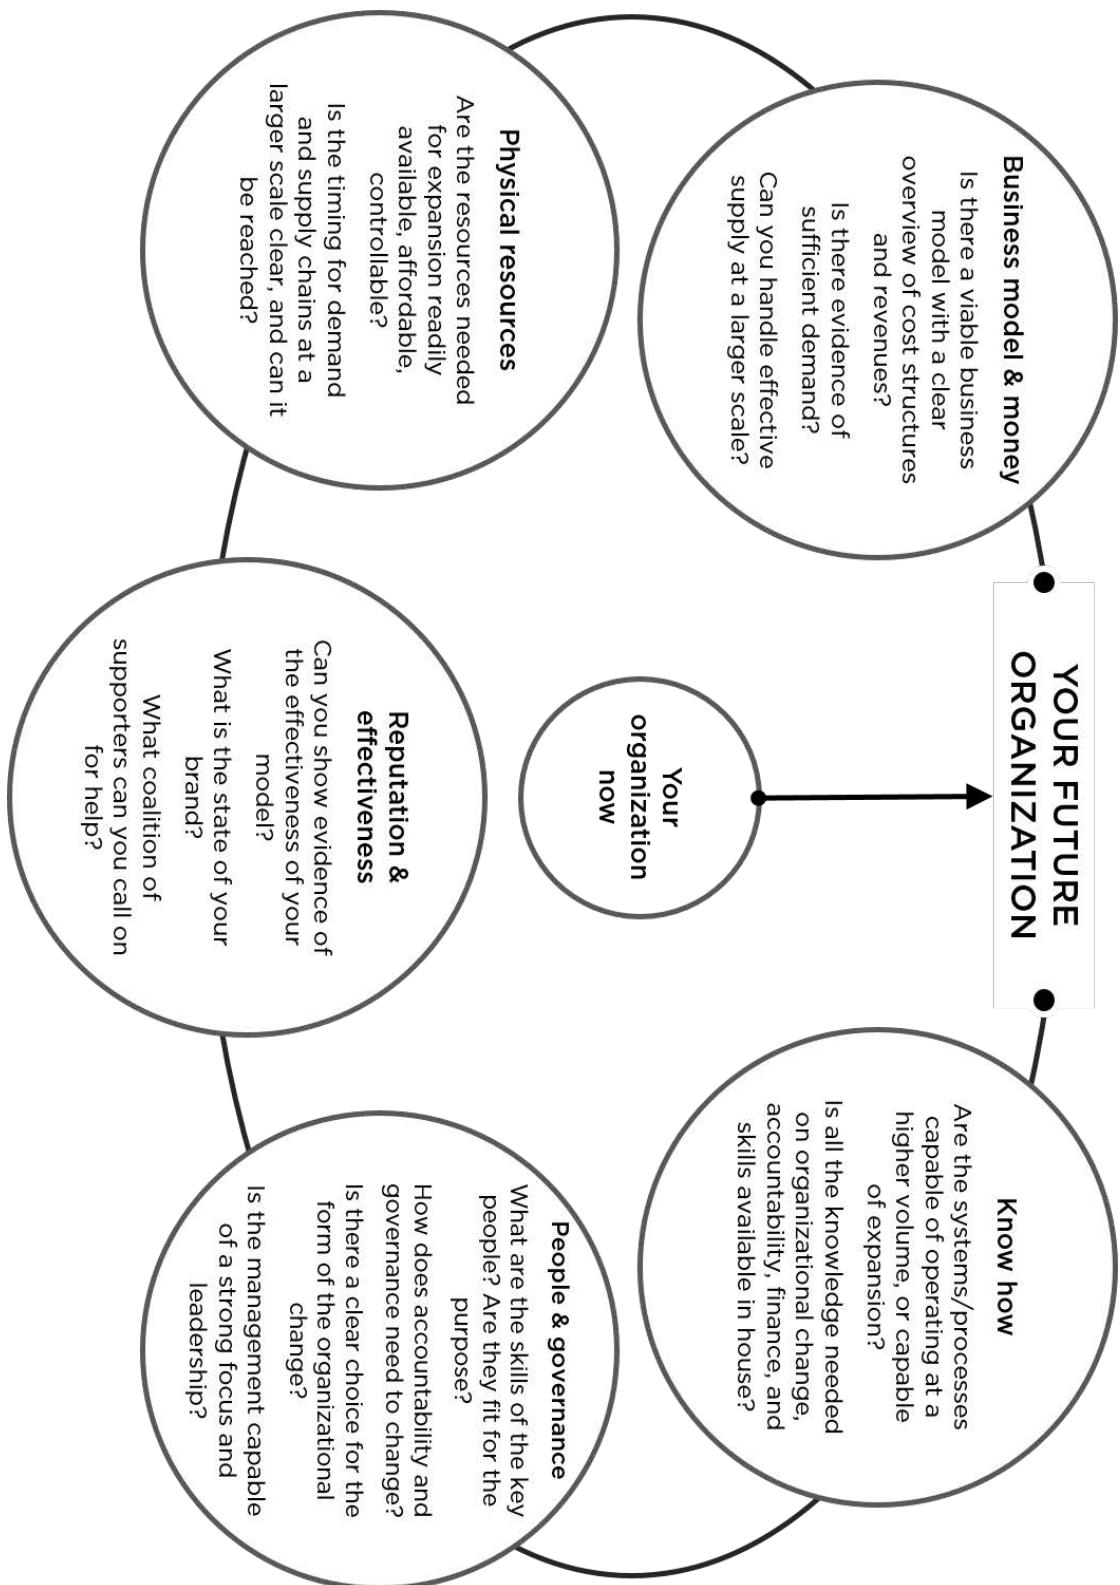 YOUR FUTURE
ORGANIZATION
Business model & money
Is there a viable business
model with a clear
overview of cost structures
and revenues?
Is there evidence of
sufficient demand?
Can you handle effective
supply at a larger scale?
Know how
Are the systems/processes
capable of operating at a
higher volume, or capable
of expansion?
Is all the knowledge needed
on organizational change,
accountability, finance, and
skills available in house?
Your
organization
now
Physical resources
Are the resources needed
for expansion readily
available, affordable,
controllable?
Is the timing for demand
and supply chains at a
larger scale clear, and can it
be reached?
People & governance
What are the skills of the key
people? Are they fit for the
purpose?
How does accountability and
governance need to change?
Is there a clear choice for the
form of the organizational
change?
Is the management capable
of a strong focus and
leadership?
Reputation &
effectiveness
Can you show evidence of
the effectiveness of your
model?
What is the state of your
brand?
What coalition of
supporters can you call on
for help?